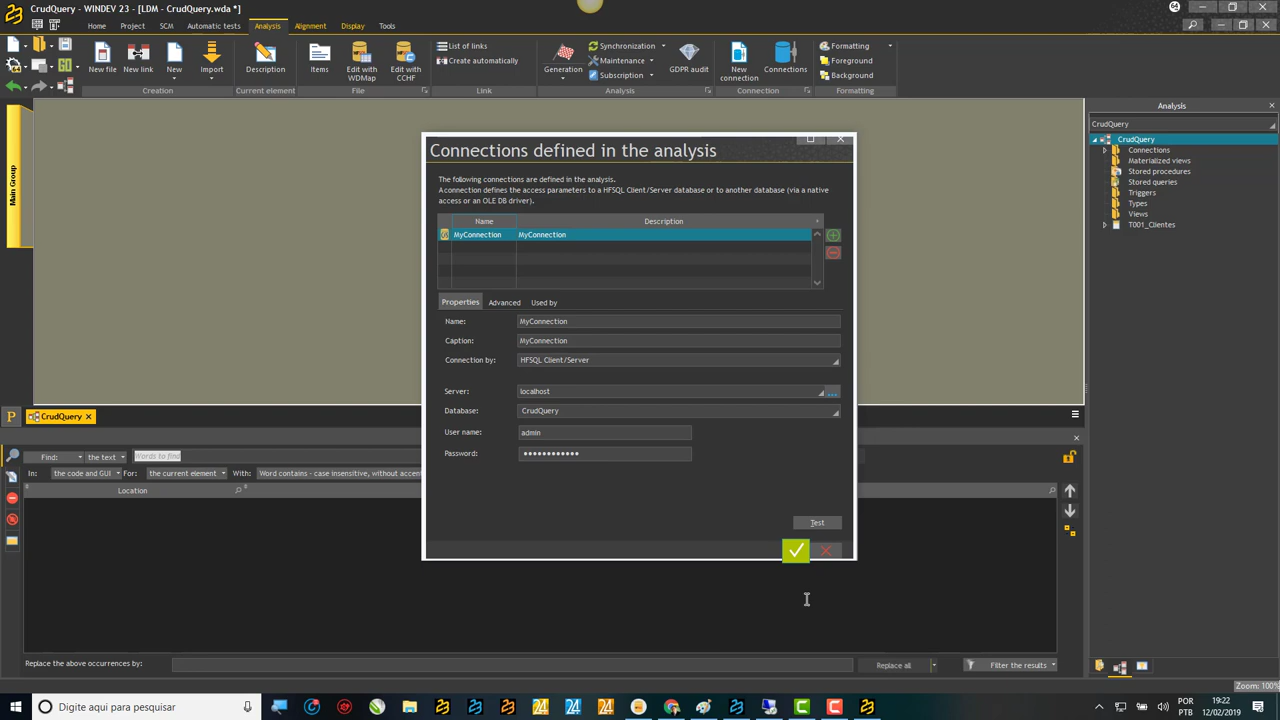 CrudQuery - WINDEV 23 - [LDM - CrudQuery.wda *]
64
Home Project SCM Automatic tests Analysis Alignment Display Tools
New file New link New Import Description Items Edit with WDMap Edit with CCHF
List of links
Create automatically
Generation
Synchronization
Maintenance
Subscription
GDPR audit New connection Connections
Formatting
Foreground
Background
Creation Current element File Link Analysis Connection Formatting
Main Group
Analysis
CrudQuery
CrudQuery
Connections
Materialized views
Stored procedures
Stored queries
Triggers
Types
Views
T001_Clientes
Connections defined in the analysis
The following connections are defined in the analysis.
A connection defines the access parameters to a HFSQL Client/Server database or to another database (via a native
access or an OLE DB driver).
Name Description
MyConnection MyConnection
Properties Advanced Used by
Name: MyConnection
Caption: MyConnection
Connection by: HFSQL Client/Server
Server: localhost ...
Database: CrudQuery
User name: admin
Password: ••••••••••••
Test
P CrudQuery
Find: the text Words to find
In: the code and GUI For: the current element With: Word contains - case insensitive, without accent
Location
Replace the above occurrences by: Replace all Filter the results
Zoom: 100%
Digite aqui para pesquisar
24 24 24
POR
PTB
19:22
12/02/2019